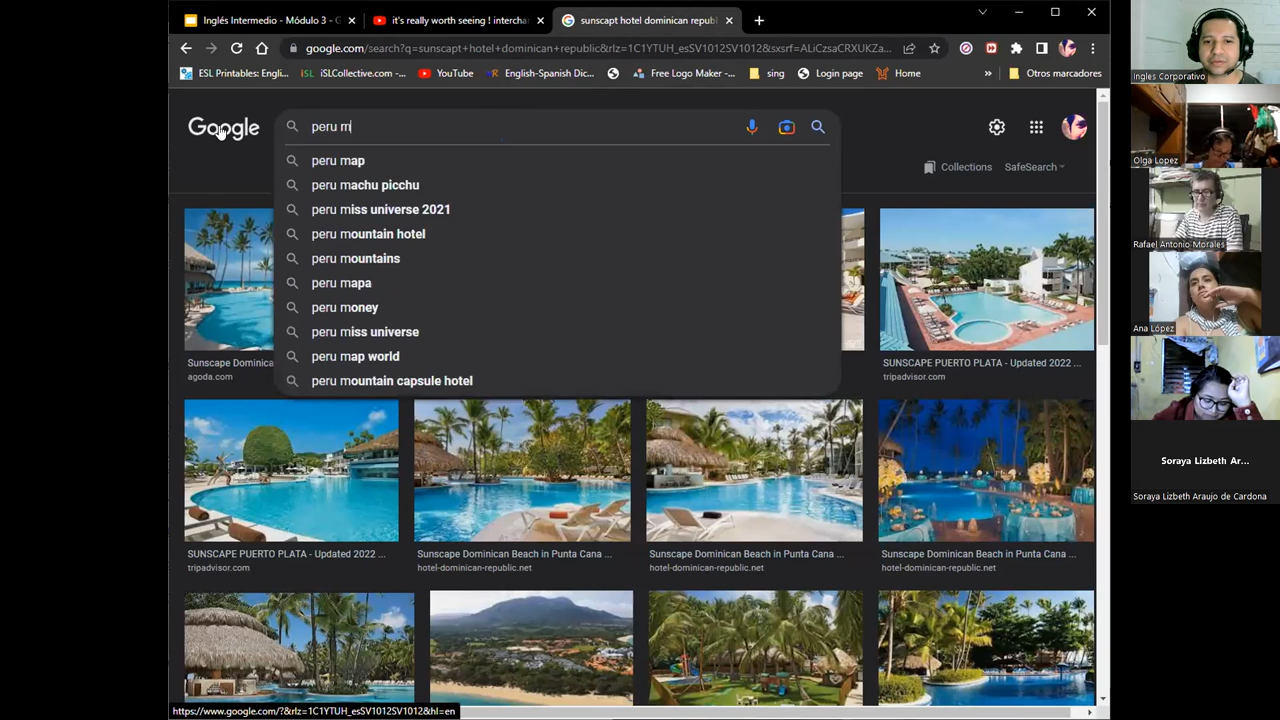 Inglés Intermedio - Módulo 3 - G
it's really worth seeing ! interchan
sunscapt hotel dominican republ
google.com/search?q=sunscapt+hotel+dominican+republic&rlz=1C1YTUH_esSV1012SV1012&sxsrf=ALiCzsaCRXUKZa...
ESL Printables: Engli...
iSLCollective.com -...
YouTube
English-Spanish Dic...
Free Logo Maker -...
sing
Login page
Home
»
Otros marcadores
Google
peru m
Collections
SafeSearch
peru map
peru machu picchu
peru miss universe 2021
peru mountain hotel
peru mountains
peru mapa
peru money
peru miss universe
peru map world
peru mountain capsule hotel
Sunscape Dominica
agoda.com
SUNSCAPE PUERTO PLATA - Updated 2022 ...
tripadvisor.com
SUNSCAPE PUERTO PLATA - Updated 2022 ...
tripadvisor.com
Sunscape Dominican Beach in Punta Cana ...
hotel-dominican-republic.net
Sunscape Dominican Beach in Punta Cana ...
hotel-dominican-republic.net
Sunscape Dominican Beach in Punta Cana ...
hotel-dominican-republic.net
https://www.google.com/?&rlz=1C1YTUH_esSV1012SV1012&hl=en
Ingles Corporativo
Olga Lopez
Rafael Antonio Morales
Ana López
Soraya Lizbeth Ar...
Soraya Lizbeth Araujo de Cardona